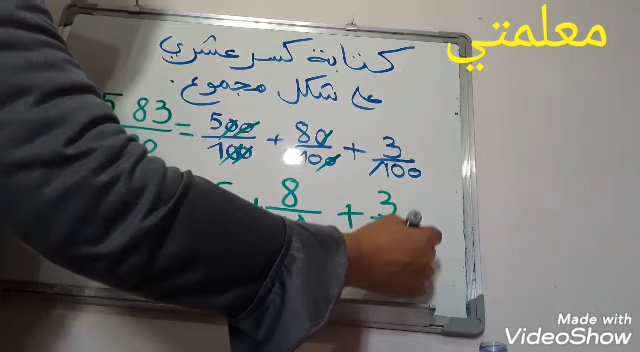 معلمتي
كتابة كسر عشري
على شكل مجموع.
583 = 500/100 + 80/100 + 3/100
+ 8 + 3
Made with
VideoShow